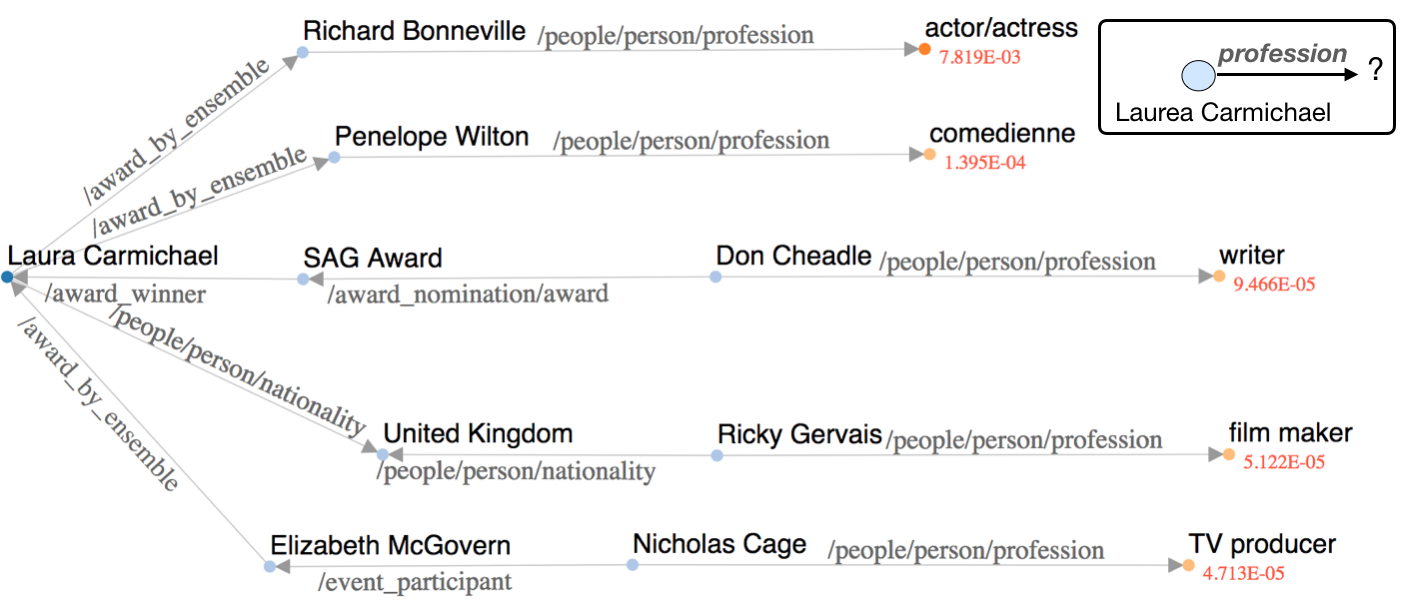 Richard Bonneville
/people/person/profession
actor/actress
7.819E-03
profession
?
Laurea Carmichael
/award_by_ensemble
Penelope Wilton
/people/person/profession
comedienne
1.395E-04
/award_by_ensemble
Laura Carmichael
SAG Award
Don Cheadle
/people/person/profession
writer
9.466E-05
/award_winner
/award_nomination/award
/people/person/nationality
/award_by_ensemble
United Kingdom
Ricky Gervais
/people/person/profession
film maker
5.122E-05
/people/person/nationality
Elizabeth McGovern
Nicholas Cage
/people/person/profession
TV producer
4.713E-05
/event_participant